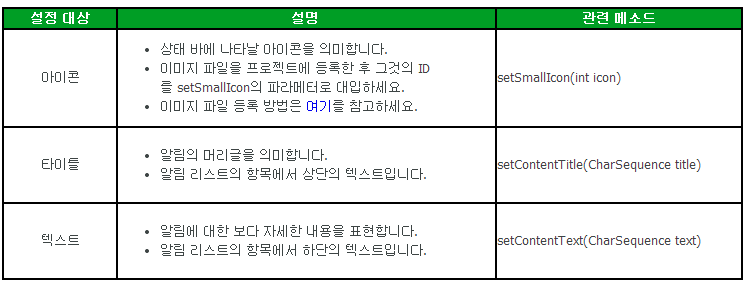 설정 대상 설명 관련 메소드
아이콘
• 상태 바에 나타날 아이콘을 의미합니다.
• 이미지 파일을 프로젝트에 등록한 후 그것의 ID
를 setSmallIcon의 파라메터로 대입하세요.
• 이미지 파일 등록 방법은 여기를 참고하세요.
setSmallIcon(int icon)
타이틀
• 알림의 머리글을 의미합니다.
• 알림 리스트의 항목에서 상단의 텍스트입니다.
setContentTitle(CharSequence title)
텍스트
• 알림에 대한 보다 자세한 내용을 표현합니다.
• 알림 리스트의 항목에서 하단의 텍스트입니다.
setContentText(CharSequence text)